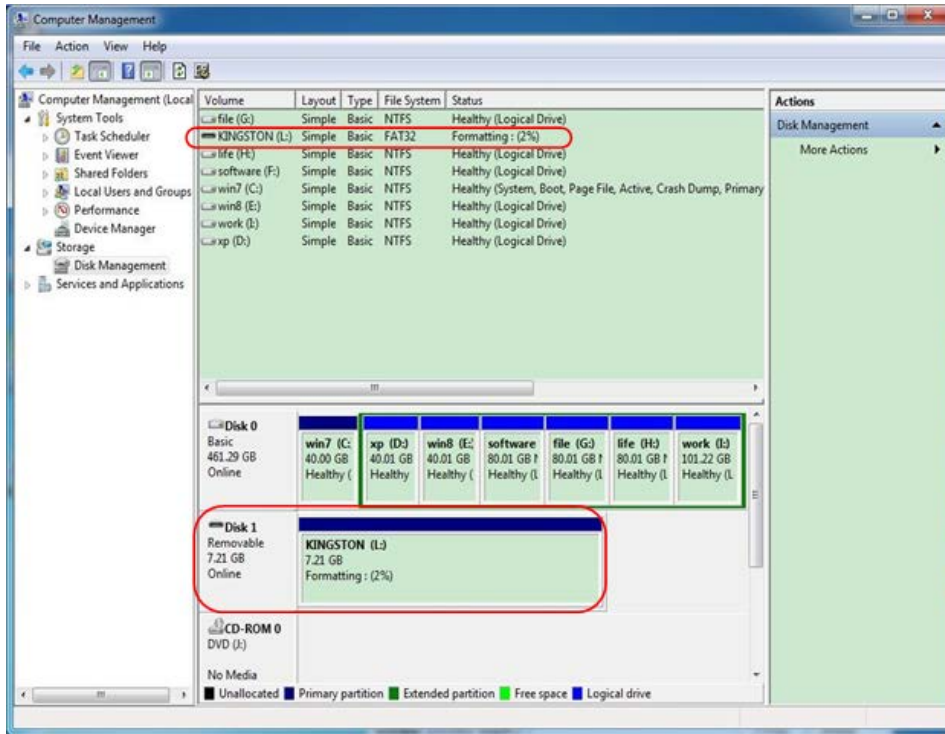 Computer Management
File Action View Help
Computer Management (Local
System Tools
Task Scheduler
Event Viewer
Shared Folders
Local Users and Groups
Performance
Device Manager
Storage
Disk Management
Services and Applications
Volume Layout Type File System Status
file (G:) Simple Basic NTFS Healthy (Logical Drive)
KINGSTON (L:) Simple Basic FAT32 Formatting : (2%)
life (H:) Simple Basic NTFS Healthy (Logical Drive)
software (F:) Simple Basic NTFS Healthy (Logical Drive)
win7 (C:) Simple Basic NTFS Healthy (System, Boot, Page File, Active, Crash Dump, Primary
win8 (E:) Simple Basic NTFS Healthy (Logical Drive)
work (I:) Simple Basic NTFS Healthy (Logical Drive)
xp (D:) Simple Basic NTFS Healthy (Logical Drive)
Actions
Disk Management
More Actions
Disk 0
Basic
461.29 GB
Online
win7 (C: xp (D:) win8 (E: software file (G:) life (H:) work (I:)
40.00 GB 40.01 GB 40.01 GB 80.01 GB 80.01 GB 80.01 GB 101.22 GB
Healthy ( Healthy Healthy ( Healthy (L Healthy (L Healthy (L Healthy (L
Disk 1
Removable
7.21 GB
Online
KINGSTON (L:)
7.21 GB
Formatting : (2%)
CD-ROM 0
DVD (J:)
No Media
Unallocated Primary partition Extended partition Free space Logical drive